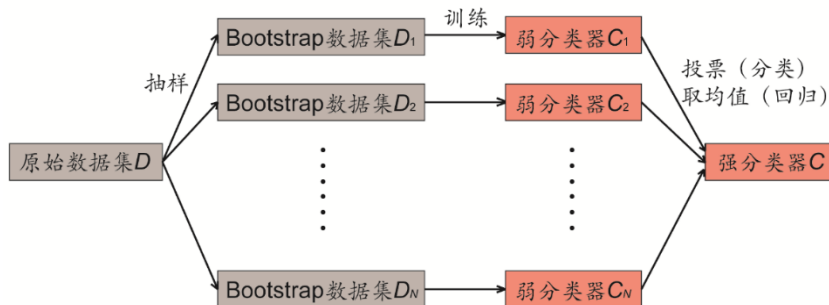 Bootstrap数据集D₁
训练
弱分类器C₁
投票（分类）
取均值（回归）
抽样
Bootstrap数据集D₂
弱分类器C₂
原始数据集D
强分类器C
Bootstrap数据集Dₙ
弱分类器Cₙ